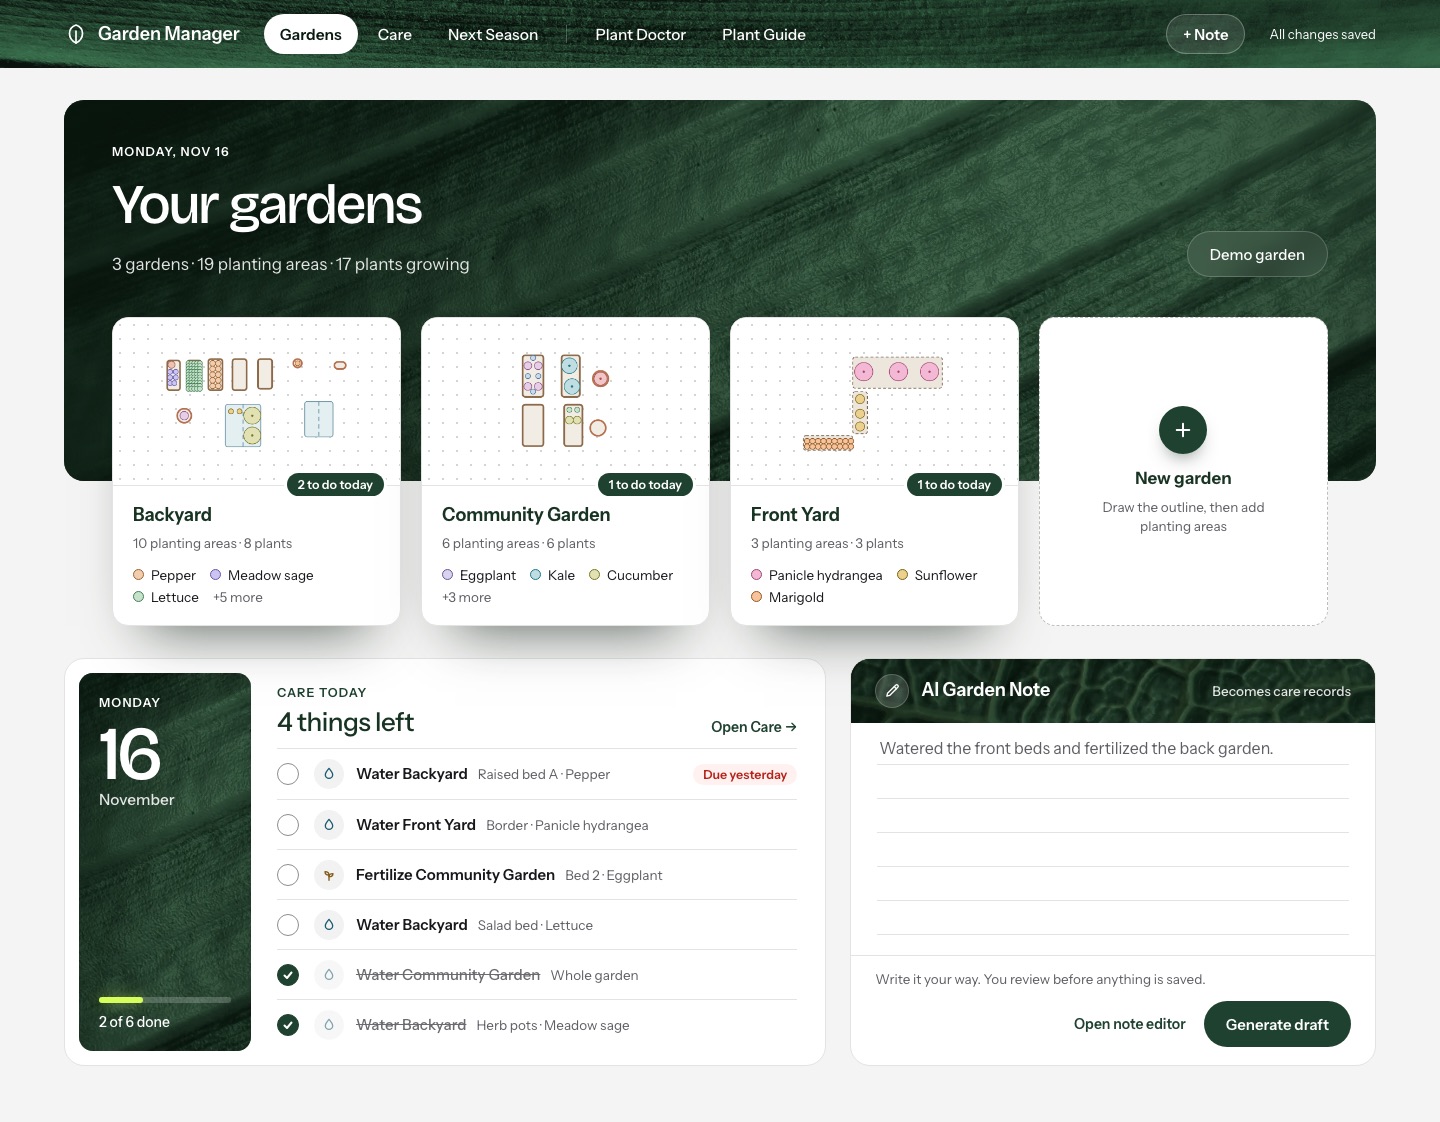 Garden Manager
Gardens
Care
Next Season
Plant Doctor
Plant Guide
+ Note
All changes saved
MONDAY, NOV 16
Your gardens
3 gardens · 19 planting areas · 17 plants growing
Demo garden
2 to do today
Backyard
10 planting areas · 8 plants
Pepper
Meadow sage
Lettuce
+5 more
1 to do today
Community Garden
6 planting areas · 6 plants
Eggplant
Kale
Cucumber
+3 more
1 to do today
Front Yard
3 planting areas · 3 plants
Panicle hydrangea
Sunflower
Marigold
New garden
Draw the outline, then add
planting areas
MONDAY
16
November
2 of 6 done
CARE TODAY
4 things left
Open Care →
Water Backyard Raised bed A · Pepper
Due yesterday
Water Front Yard Border · Panicle hydrangea
Fertilize Community Garden Bed 2 · Eggplant
Water Backyard Salad bed · Lettuce
Water Community Garden Whole garden
Water Backyard Herb pots · Meadow sage
AI Garden Note
Becomes care records
Watered the front beds and fertilized the back garden.
Write it your way. You review before anything is saved.
Open note editor
Generate draft